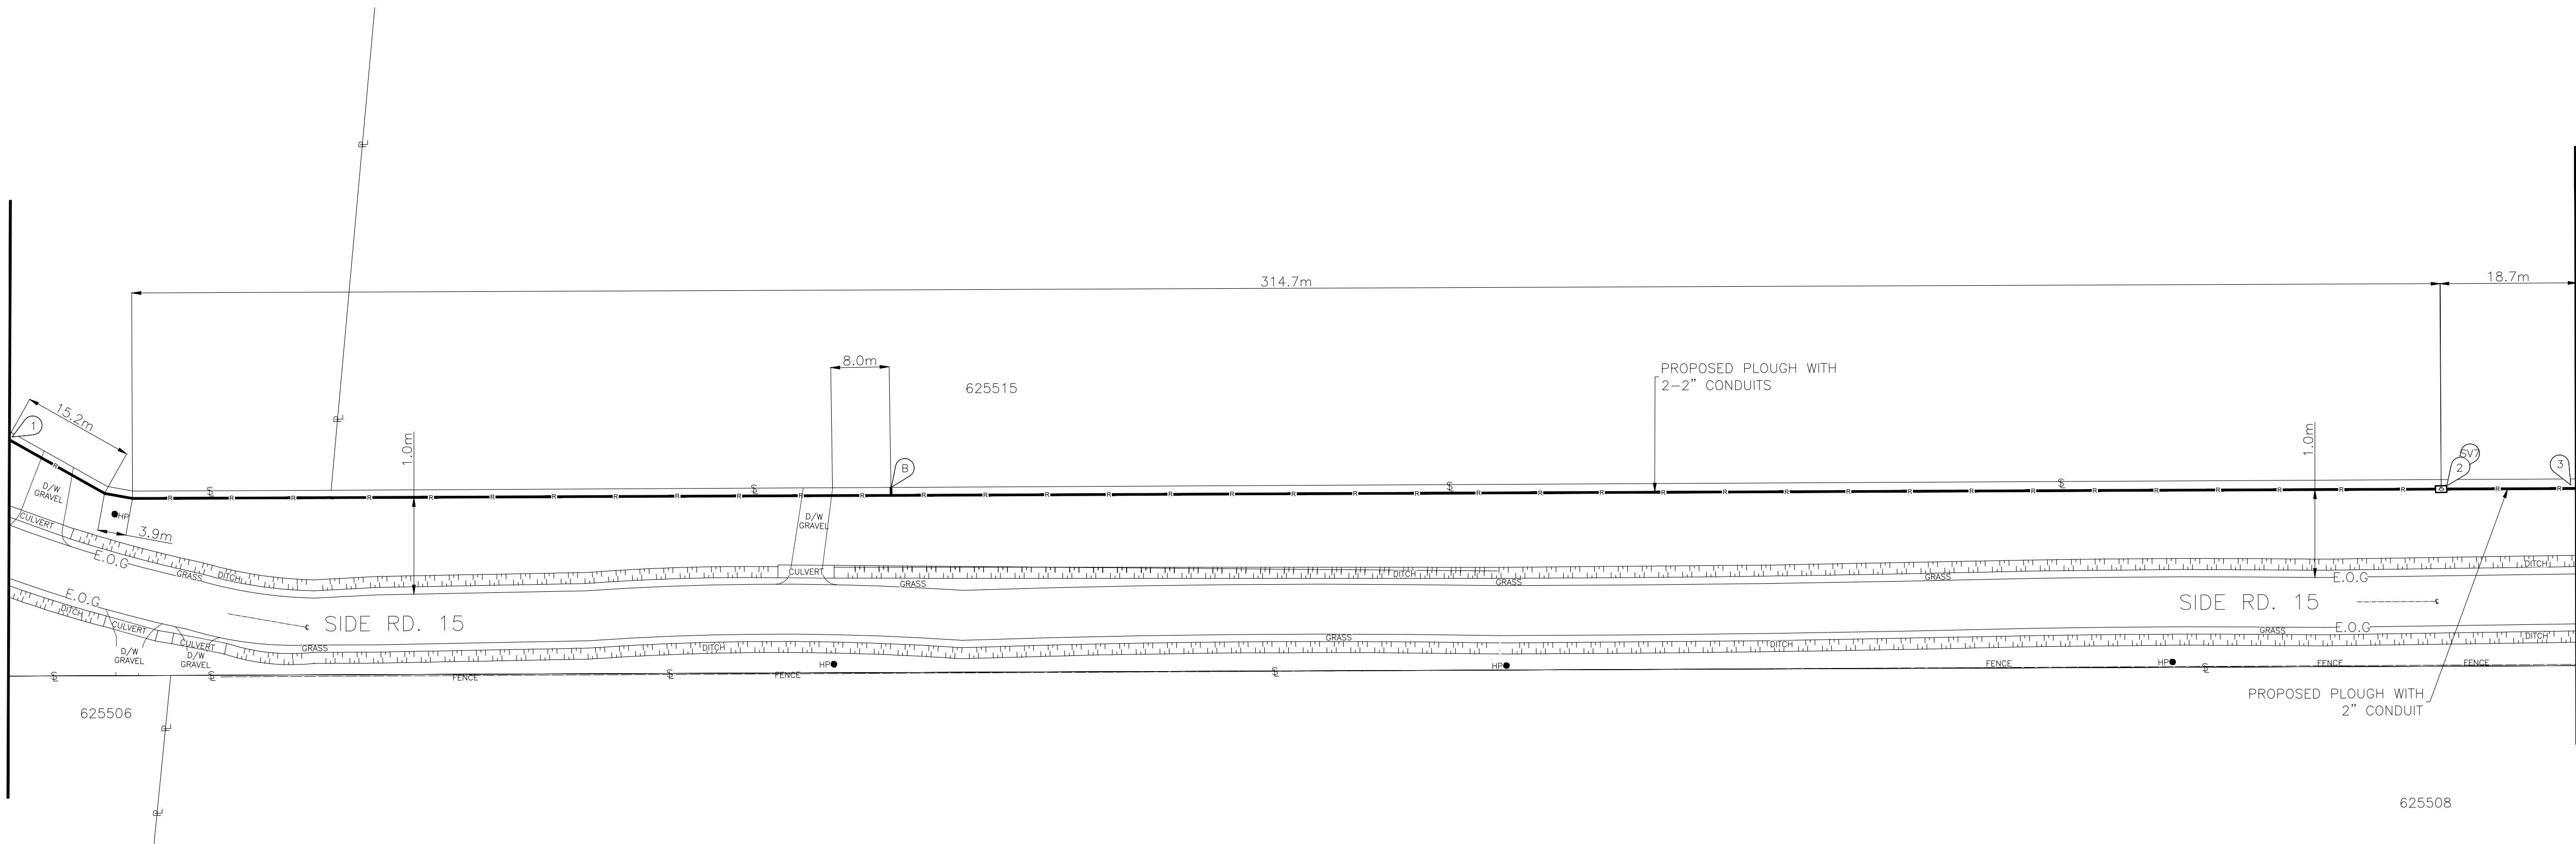 314.7m
18.7m
8.0m
625515
PROPOSED PLOUGH WITH
2-2" CONDUITS
15.2m
1
1.0m
1.0m
B
SV7
2
3
R
D/W
GRAVEL
CULVERT
HP
3.9m
E.O.G
GRASS
DITCH
D/W
GRAVEL
CULVERT
GRASS
DITCH
GRASS
GRASS
E.O.G
DITCH
E.O.G
DITCH
CULVERT
D/W
GRAVEL
CULVERT
D/W
GRAVEL
SIDE RD. 15
SIDE RD. 15
GRASS
DITCH
GRASS
DITCH
GRASS
E.O.G
DITCH
HP
HP
HP
FENCE
FENCE
FENCE
FENCE
FENCE
625506
PROPOSED PLOUGH WITH
2" CONDUIT
625508